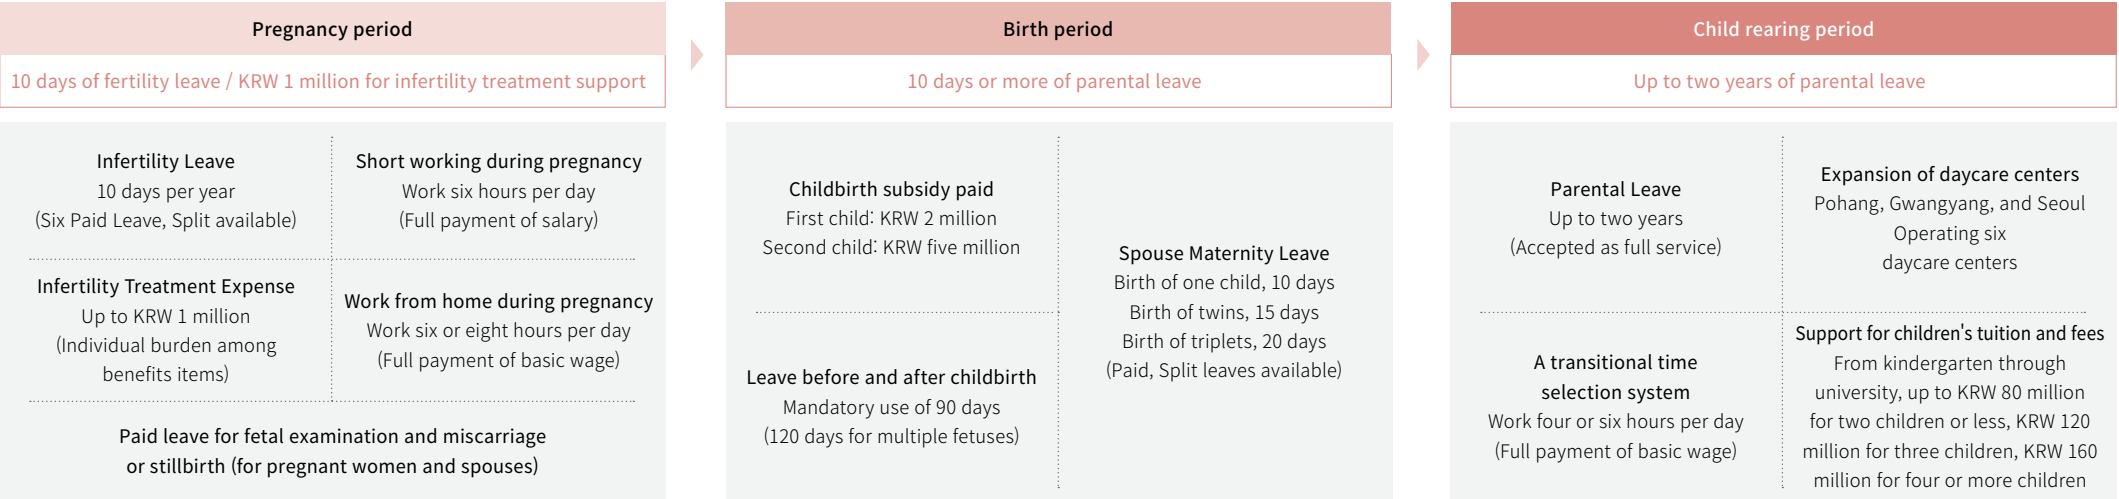 Pregnancy period
10 days of fertility leave / KRW 1 million for infertility treatment support
Infertility Leave
10 days per year
(Six Paid Leave, Split available)
Short working during pregnancy
Work six hours per day
(Full payment of salary)
Infertility Treatment Expense
Up to KRW 1 million
(Individual burden among
benefits items)
Work from home during pregnancy
Work six or eight hours per day
(Full payment of basic wage)
Paid leave for fetal examination and miscarriage
or stillbirth (for pregnant women and spouses)
Birth period
10 days or more of parental leave
Childbirth subsidy paid
First child: KRW 2 million
Second child: KRW five million
Leave before and after childbirth
Mandatory use of 90 days
(120 days for multiple fetuses)
Spouse Maternity Leave
Birth of one child, 10 days
Birth of twins, 15 days
Birth of triplets, 20 days
(Paid, Split leaves available)
Child rearing period
Up to two years of parental leave
Parental Leave
Up to two years
(Accepted as full service)
Expansion of daycare centers
Pohang, Gwangyang, and Seoul
Operating six
daycare centers
A transitional time
selection system
Work four or six hours per day
(Full payment of basic wage)
Support for children's tuition and fees
From kindergarten through
university, up to KRW 80 million
for two children or less, KRW 120
million for three children, KRW 160
million for four or more children